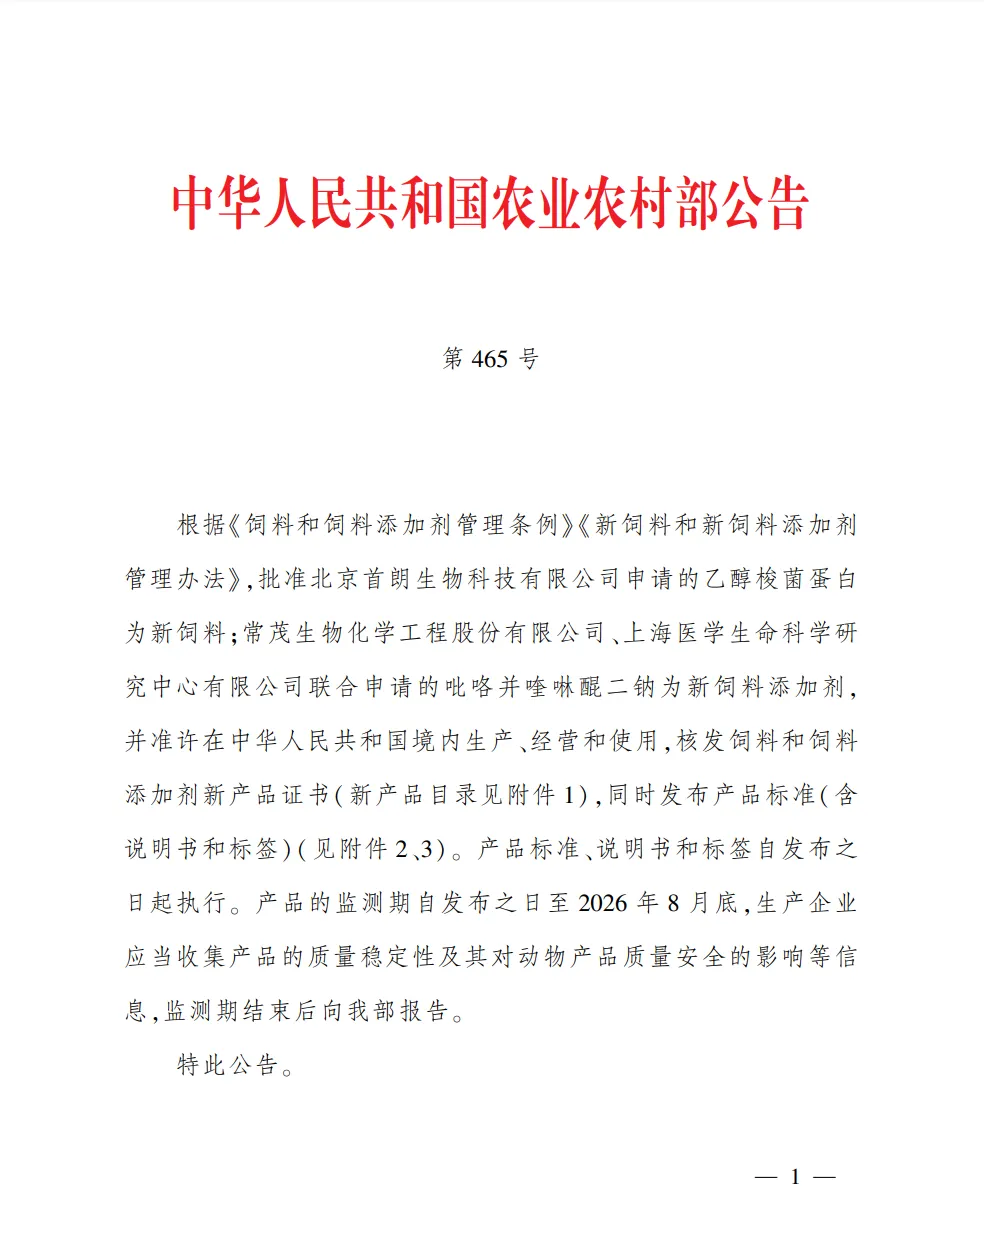 中华人民共和国农业农村部公告
第 465 号
根据《饲料和饲料添加剂管理条例》《新饲料和新饲料添加剂
管理办法》,批准北京首朗生物科技有限公司申请的乙醇梭菌蛋白
为新饲料;常茂生物化学工程股份有限公司、上海医学生命科学研
究中心有限公司联合申请的吡咯并喹啉醌二钠为新饲料添加剂,
并准许在中华人民共和国境内生产、经营和使用,核发饲料和饲料
添加剂新产品证书(新产品目录见附件1),同时发布产品标准(含
说明书和标签)(见附件2、3)。产品标准、说明书和标签自发布之
日起执行。产品的监测期自发布之日至2026年8月底,生产企业
应当收集产品的质量稳定性及其对动物产品质量安全的影响等信
息,监测期结束后向我部报告。
特此公告。
— 1 —